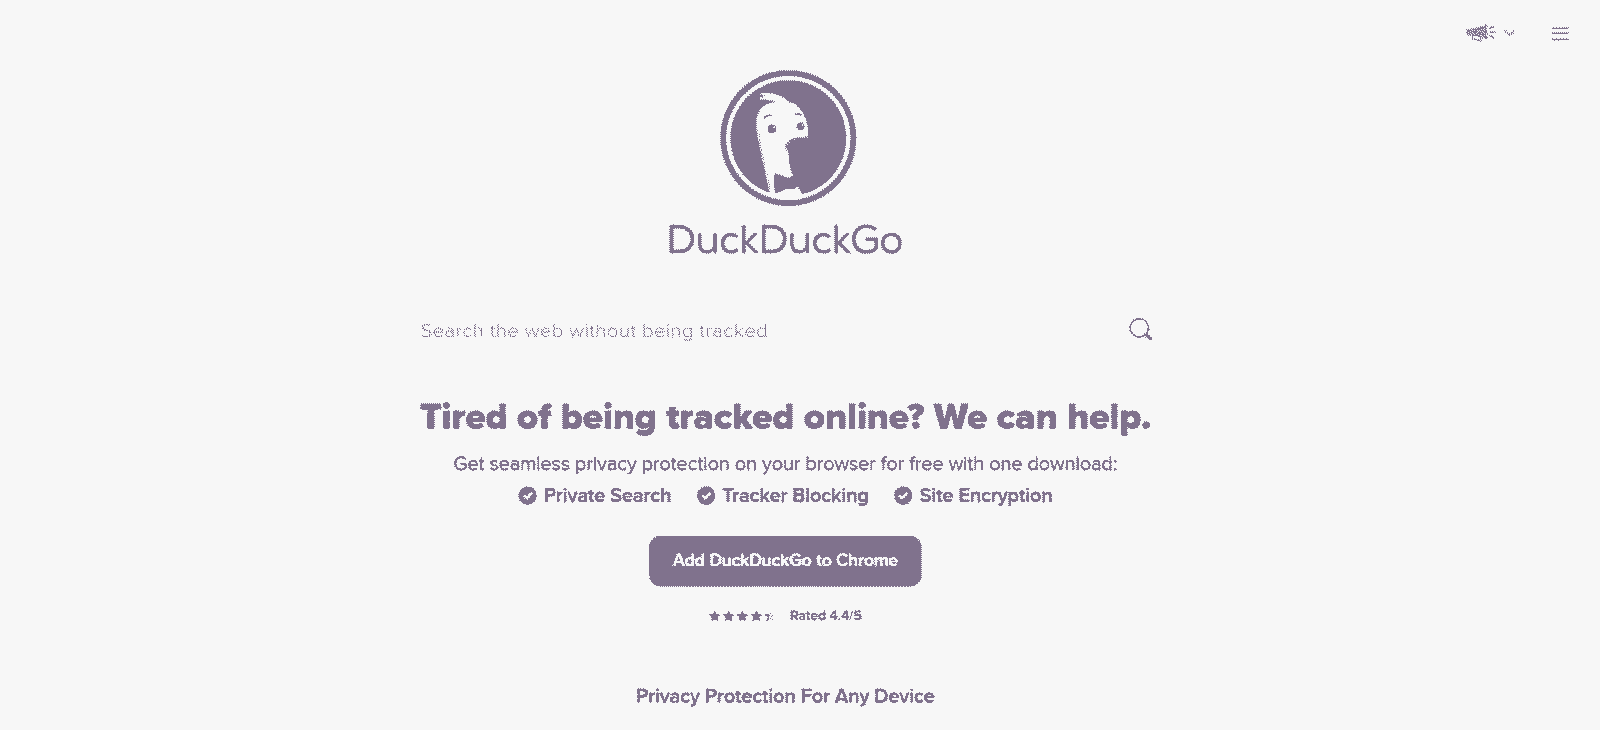 DuckDuckGo
Search the web without being tracked
Tired of being tracked online? We can help.
Get seamless privacy protection on your browser for free with one download:
Private Search Tracker Blocking Site Encryption
Add DuckDuckGo to Chrome
Rated 4.4/5
Privacy Protection For Any Device